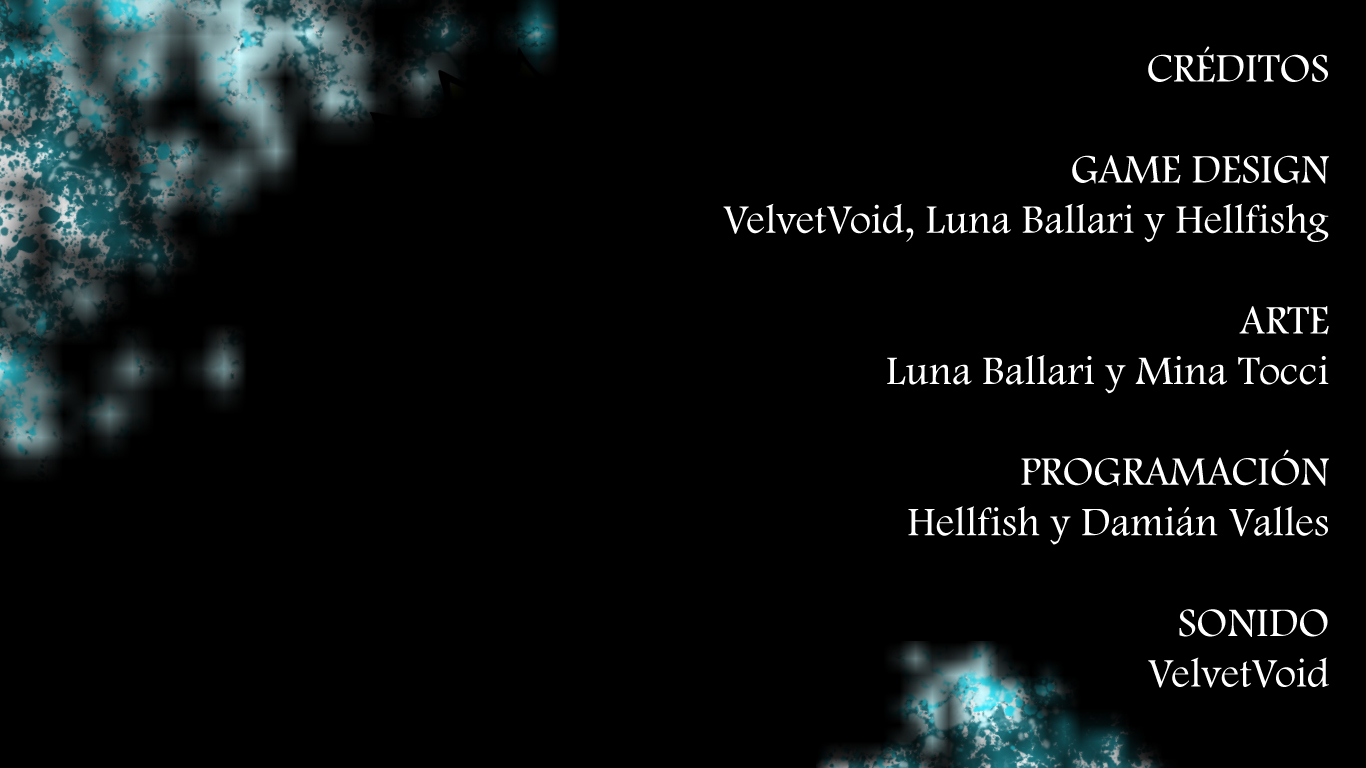 CRÉDITOS
GAME DESIGN
VelvetVoid, Luna Ballari y Hellfishg
ARTE
Luna Ballari y Mina Tocci
PROGRAMACIÓN
Hellfish y Damián Valles
SONIDO
VelvetVoid